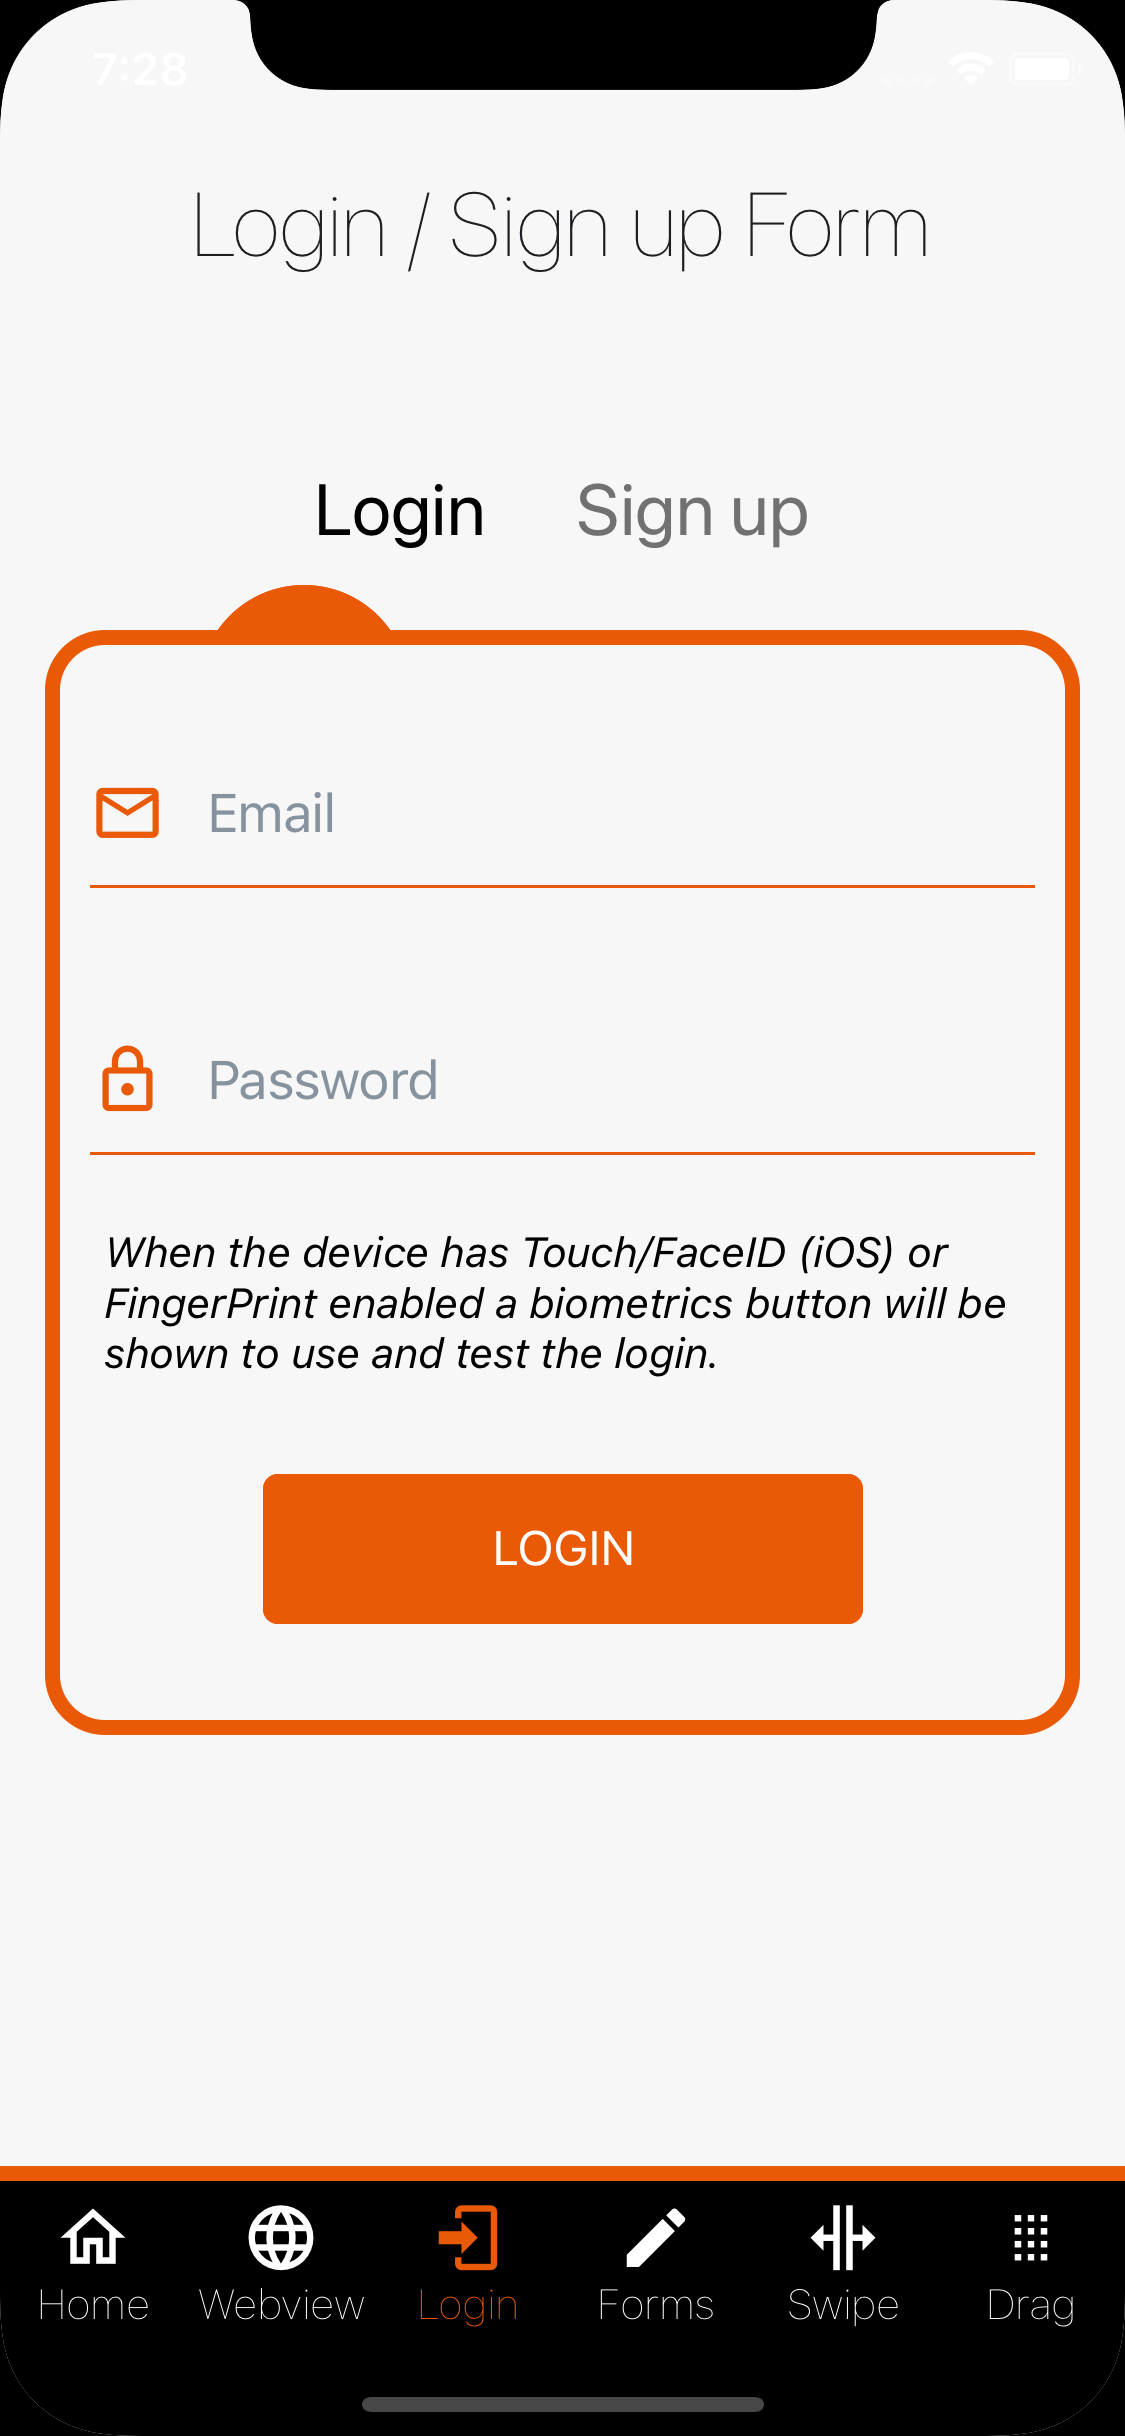 7:28
Login / Sign up Form
Login Sign up
Email
Password
When the device has Touch/FaceID (iOS) or
FingerPrint enabled a biometrics button will be
shown to use and test the login.
LOGIN
Home Webview Login Forms Swipe Drag